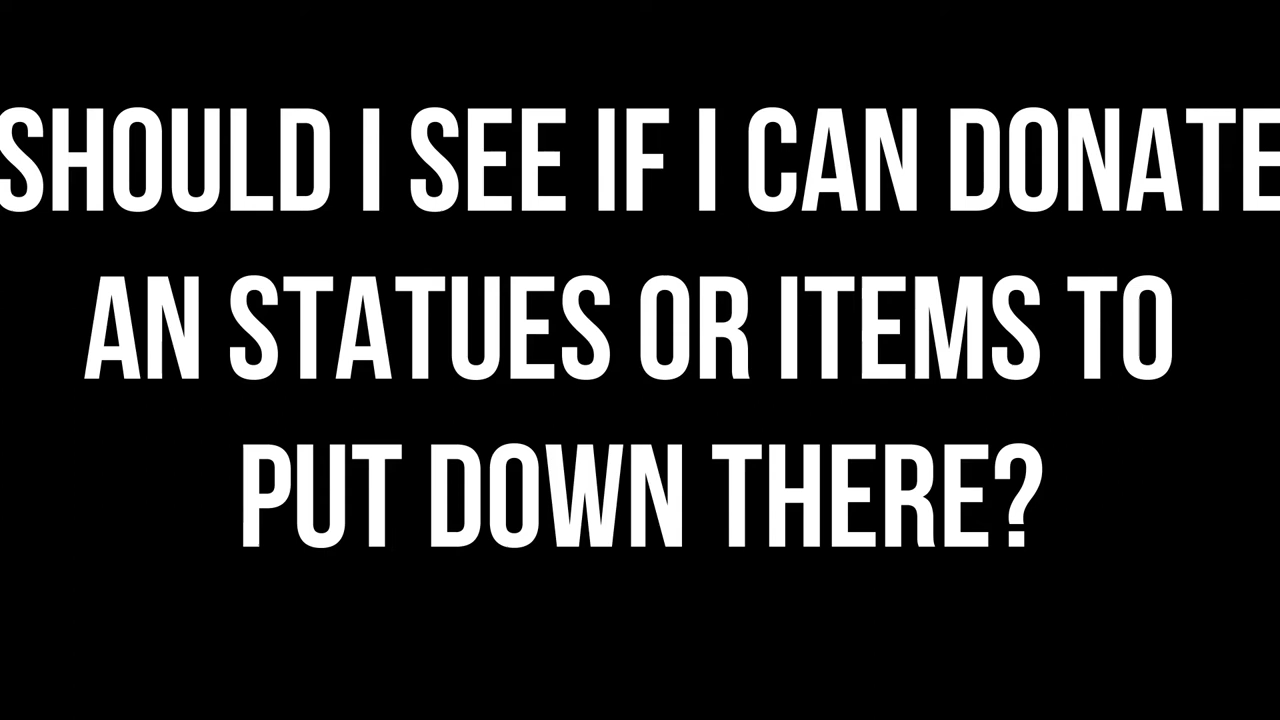 SHOULD I SEE IF I CAN DONATE
AN STATUES OR ITEMS TO
PUT DOWN THERE?